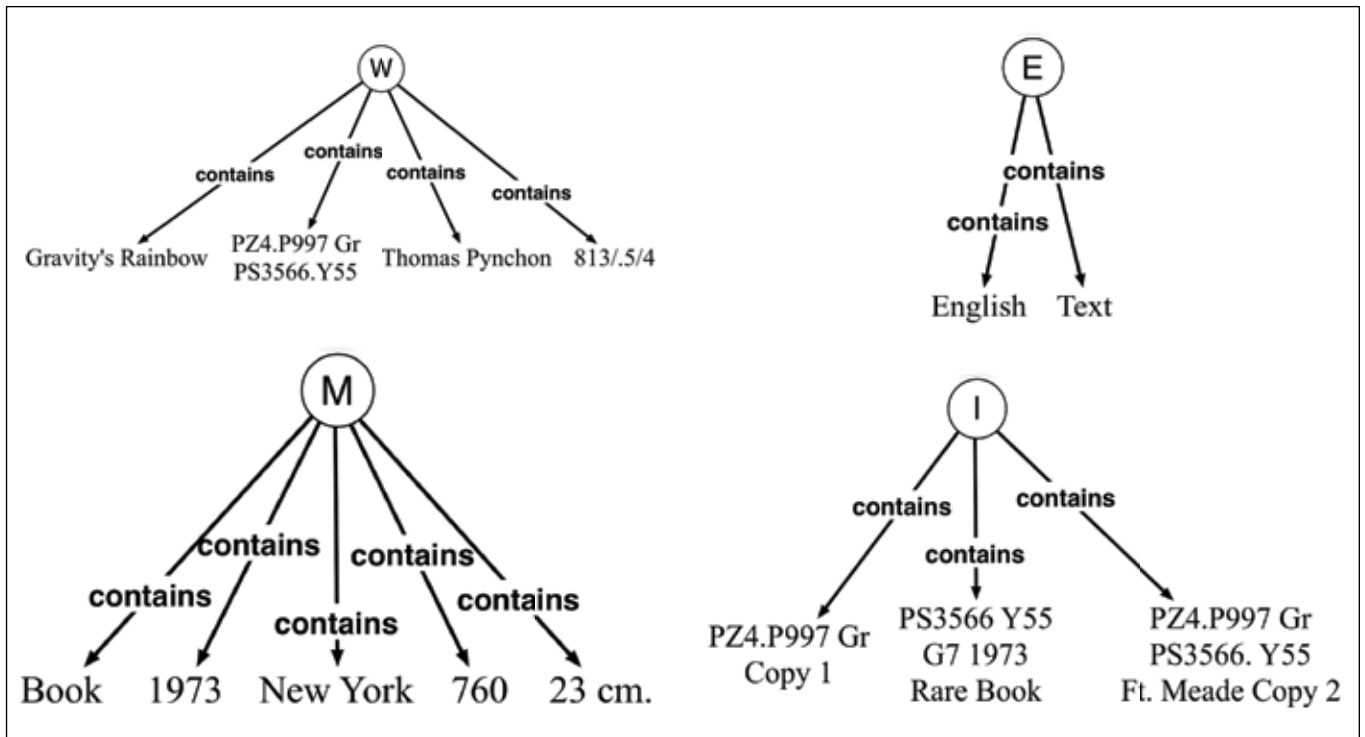 W
contains
contains
contains
contains
Gravity's Rainbow
PZ4.P997 Gr
PS3566.Y55
Thomas Pynchon
813/.5/4
E
contains
contains
English
Text
M
contains
contains
contains
contains
contains
Book
1973
New York
760
23 cm.
I
contains
contains
contains
PZ4.P997 Gr
Copy 1
PS3566 Y55
G7 1973
Rare Book
PZ4.P997 Gr
PS3566. Y55
Ft. Meade Copy 2